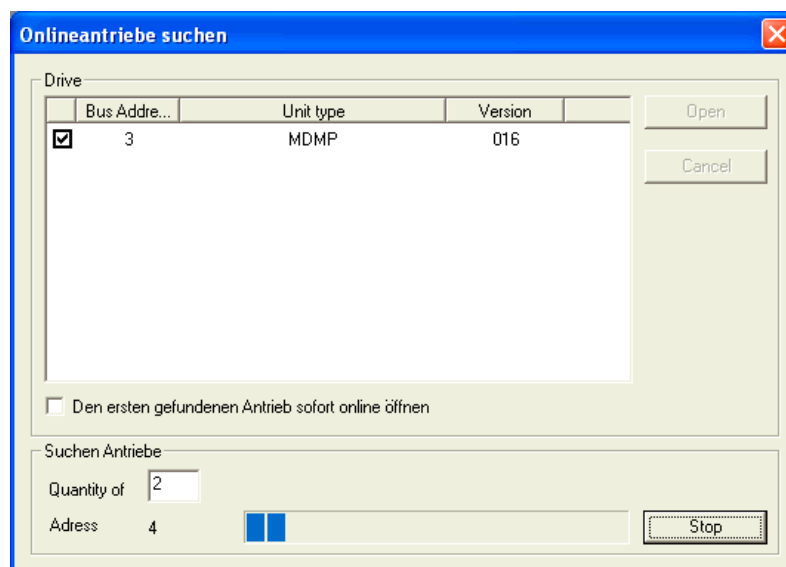 Onlineantriebe suchen
Drive
Bus Addre... Unit type Version
3 MDMP 016
Open
Cancel
Den ersten gefundenen Antrieb sofort online öffnen
Suchen Antriebe
Quantity of 2
Adress 4
Stop